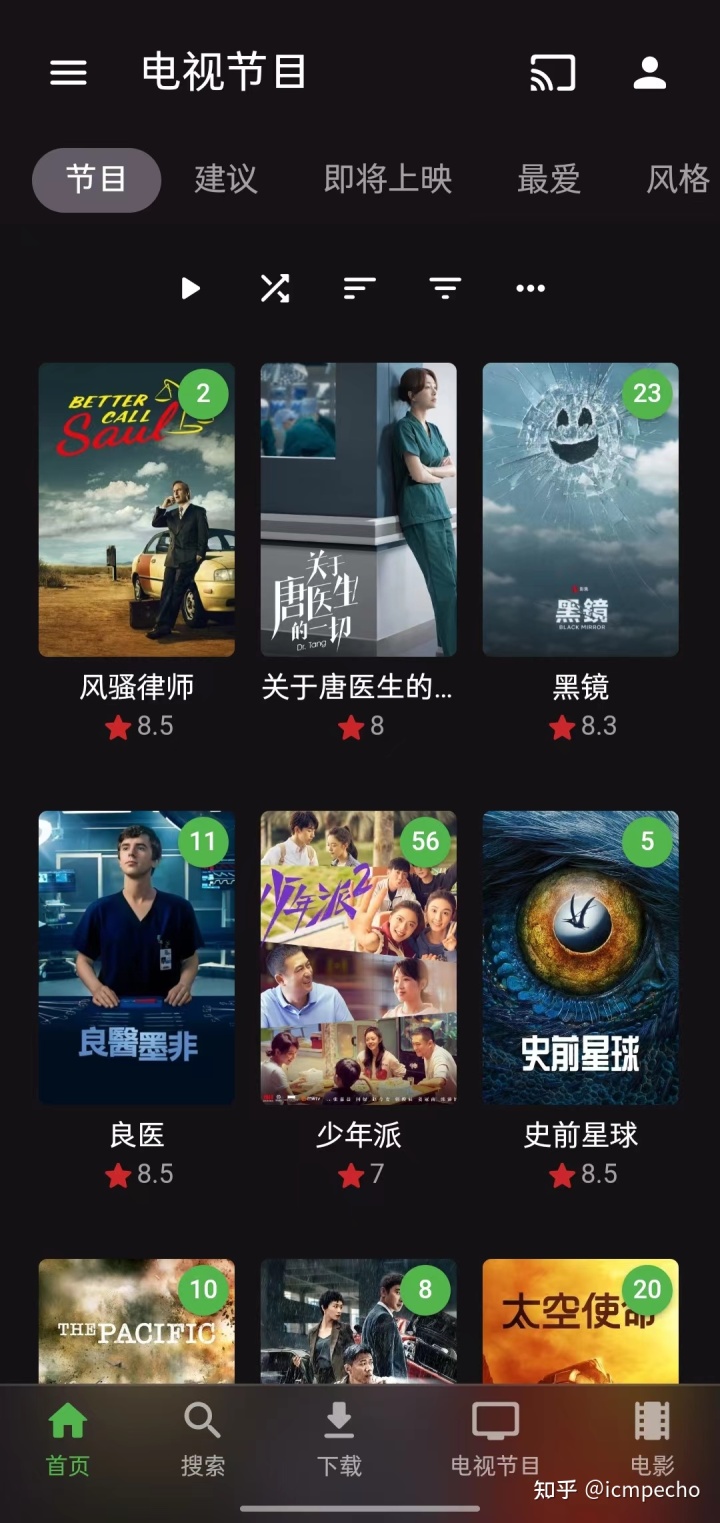 电视节目
节目 建议 即将上映 最爱 风格
2
BETTER
CALL
Saul
关于
唐医生
的一切
Dr. Tang
23
黑鏡
BLACK MIRROR
风骚律师
关于唐医生的...
黑镜
8.5
8
8.3
11
良醫墨非
56
少年派2
5
史前星球
良医
少年派
史前星球
8.5
7
8.5
10
THE PACIFIC
8
20
太空使命
首页 搜索 下载 电视节目 电影
知乎 @icmpecho